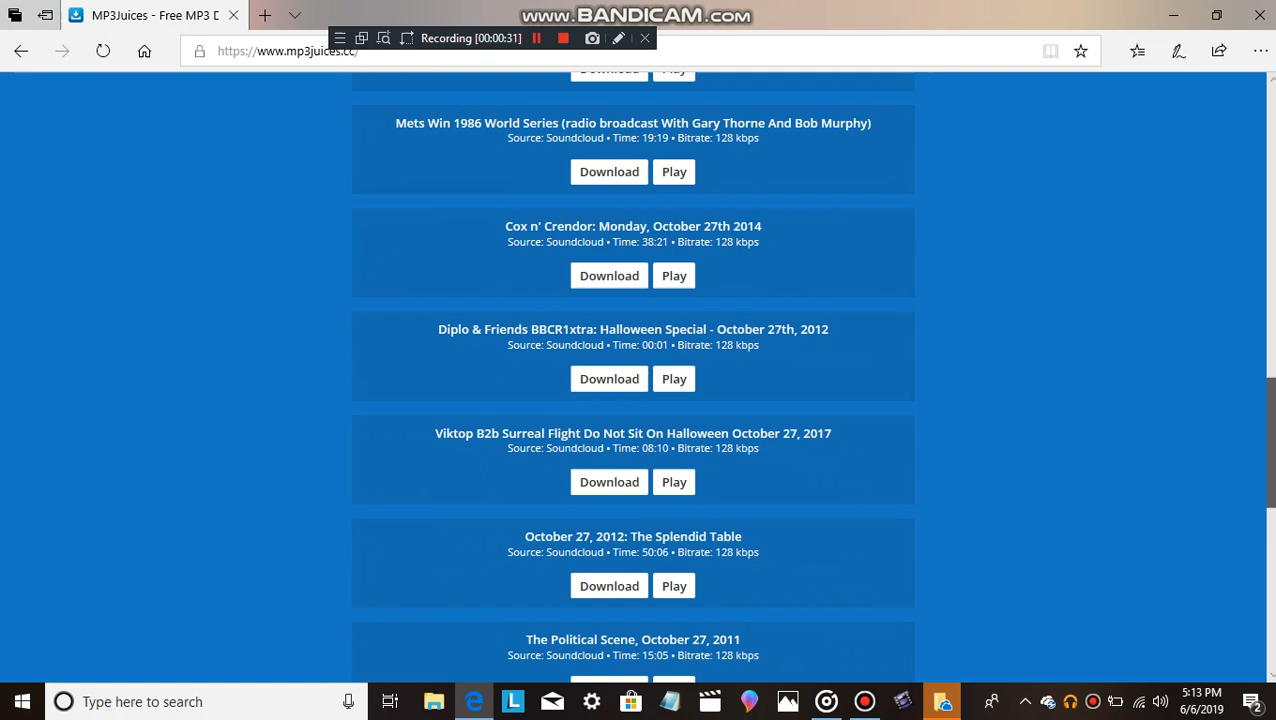 www.BANDICAM.com
MP3Juices - Free MP3 D
Recording [00:00:31]
https://www.mp3juices.cc/
Download Play
Mets Win 1986 World Series (radio broadcast With Gary Thorne And Bob Murphy)
Source: Soundcloud • Time: 19:19 • Bitrate: 128 kbps
Download Play
Cox n' Crendor: Monday, October 27th 2014
Source: Soundcloud • Time: 38:21 • Bitrate: 128 kbps
Download Play
Diplo & Friends BBCR1xtra: Halloween Special - October 27th, 2012
Source: Soundcloud • Time: 00:01 • Bitrate: 128 kbps
Download Play
Viktop B2b Surreal Flight Do Not Sit On Halloween October 27, 2017
Source: Soundcloud • Time: 08:10 • Bitrate: 128 kbps
Download Play
October 27, 2012: The Splendid Table
Source: Soundcloud • Time: 50:06 • Bitrate: 128 kbps
Download Play
The Political Scene, October 27, 2011
Source: Soundcloud • Time: 15:05 • Bitrate: 128 kbps
Type here to search
L
3:13 PM
6/6/2019
2